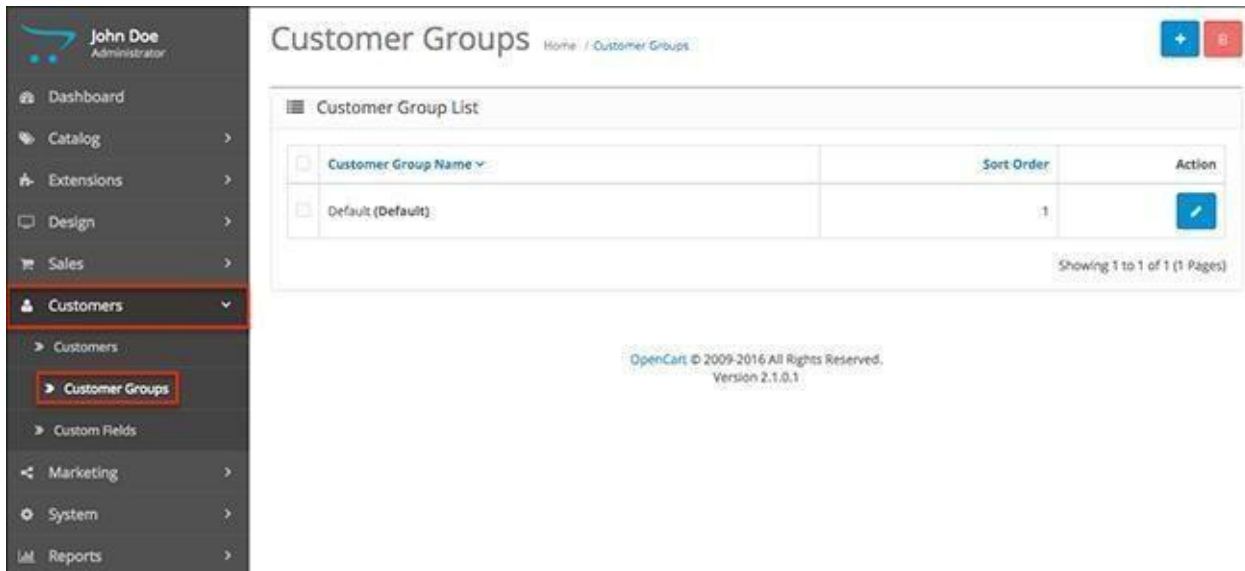 John Doe
Administrator
Dashboard
Catalog
Extensions
Design
Sales
Customers
Customers
Customer Groups
Custom Fields
Marketing
System
Reports
Customer Groups Home / Customer Groups
Customer Group List
Customer Group Name Sort Order Action
Default (Default) 1
Showing 1 to 1 of 1 (1 Pages)
OpenCart © 2009-2016 All Rights Reserved.
Version 2.1.0.1